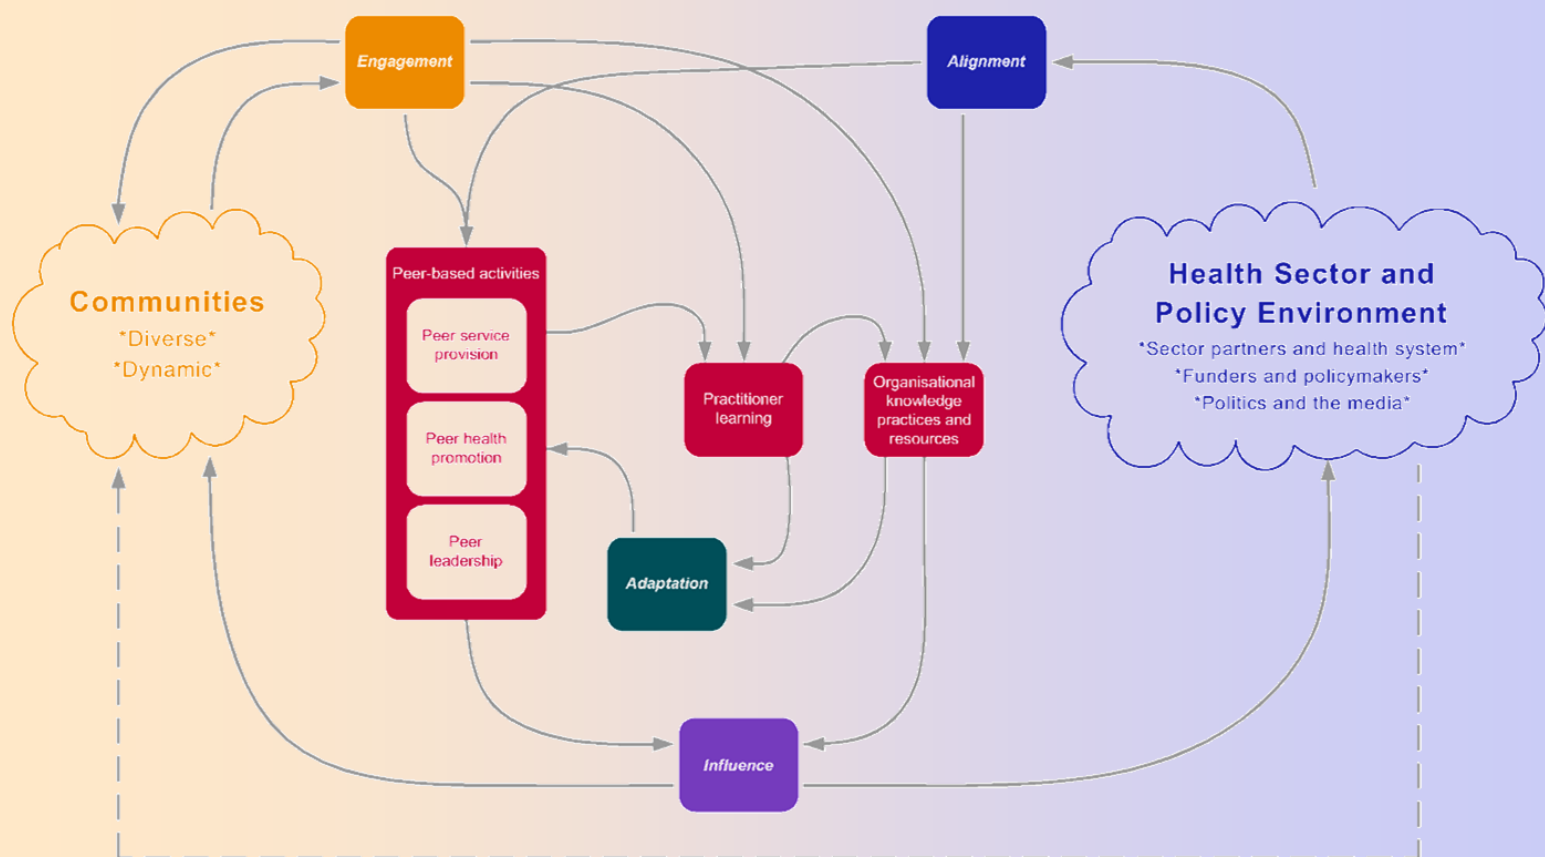 Engagement
Alignment
Communities
*Diverse*
*Dynamic*
Peer-based activities
Peer service
provision
Peer health
promotion
Peer
leadership
Practitioner
learning
Organisational
knowledge
practices and
resources
Health Sector and
Policy Environment
*Sector partners and health system*
*Funders and policymakers*
*Politics and the media*
Adaptation
Influence